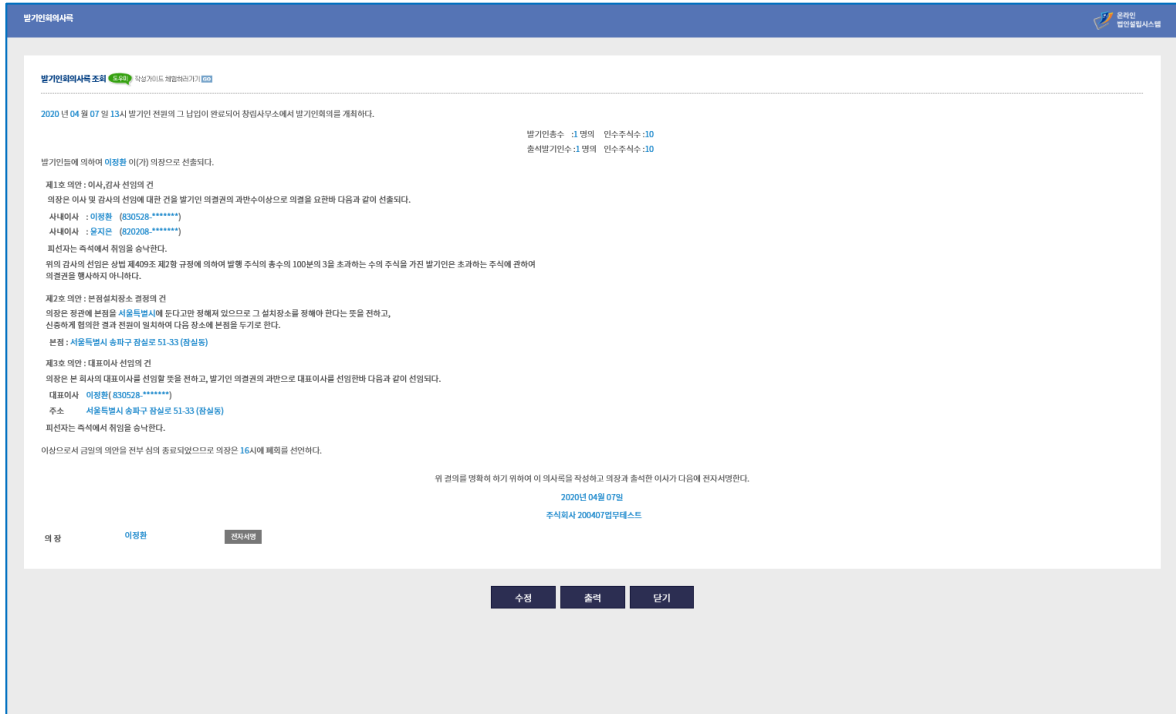 발기인회의사록
온라인
법인설립시스템
발기인회의사록 조회 도우미 작성가이드 체험하러가기 GO
2020 년 04 월 07 일 13시 발기인 전원의 그 납입이 완료되어 창립사무소에서 발기인회의를 개최하다.
발기인총수 :1 명의 인수주식수 :10
출석발기인수 :1 명의 인수주식수 :10
발기인들에 의하여 이정환 이(가) 의장으로 선출되다.
제1호 의안 : 이사,감사 선임의 건
의장은 이사 및 감사의 선임에 대한 건을 발기인 의결권의 과반수이상으로 의결을 요한바 다음과 같이 선출되다.
사내이사 : 이정환 (830528-*******)
사내이사 : 윤지은 (820208-*******)
피선자는 즉석에서 취임을 승낙한다.
위의 감사의 선임은 상법 제409조 제2항 규정에 의하여 발행 주식의 총수의 100분의 3을 초과하는 수의 주식을 가진 발기인은 초과하는 주식에 관하여
의결권을 행사하지 아니하다.
제2호 의안 : 본점설치장소 결정의 건
의장은 정관에 본점을 서울특별시에 둔다고만 정해져 있으므로 그 설치장소를 정해야 한다는 뜻을 전하고,
신중하게 협의한 결과 전원이 일치하여 다음 장소에 본점을 두기로 한다.
본점 : 서울특별시 송파구 잠실로 51-33 (잠실동)
제3호 의안 : 대표이사 선임의 건
의장은 본 회사의 대표이사를 선임할 뜻을 전하고, 발기인 의결권의 과반으로 대표이사를 선임한바 다음과 같이 선임되다.
대표이사 이정환( 830528-*******)
주소 서울특별시 송파구 잠실로 51-33 (잠실동)
피선자는 즉석에서 취임을 승낙한다.
이상으로서 금일의 의안을 전부 심의 종료되었으므로 의장은 16시에 폐회를 선언하다.
위 결의를 명확히 하기 위하여 이 의사록을 작성하고 의장과 출석한 이사가 다음에 전자서명한다.
2020년 04월 07일
주식회사 200407법무테스트
의 장 이정환 전자서명
수정 출력 닫기